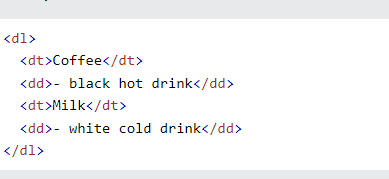 <dl>
  <dt>Coffee</dt>
  <dd>- black hot drink</dd>
  <dt>Milk</dt>
  <dd>- white cold drink</dd>
</dl>